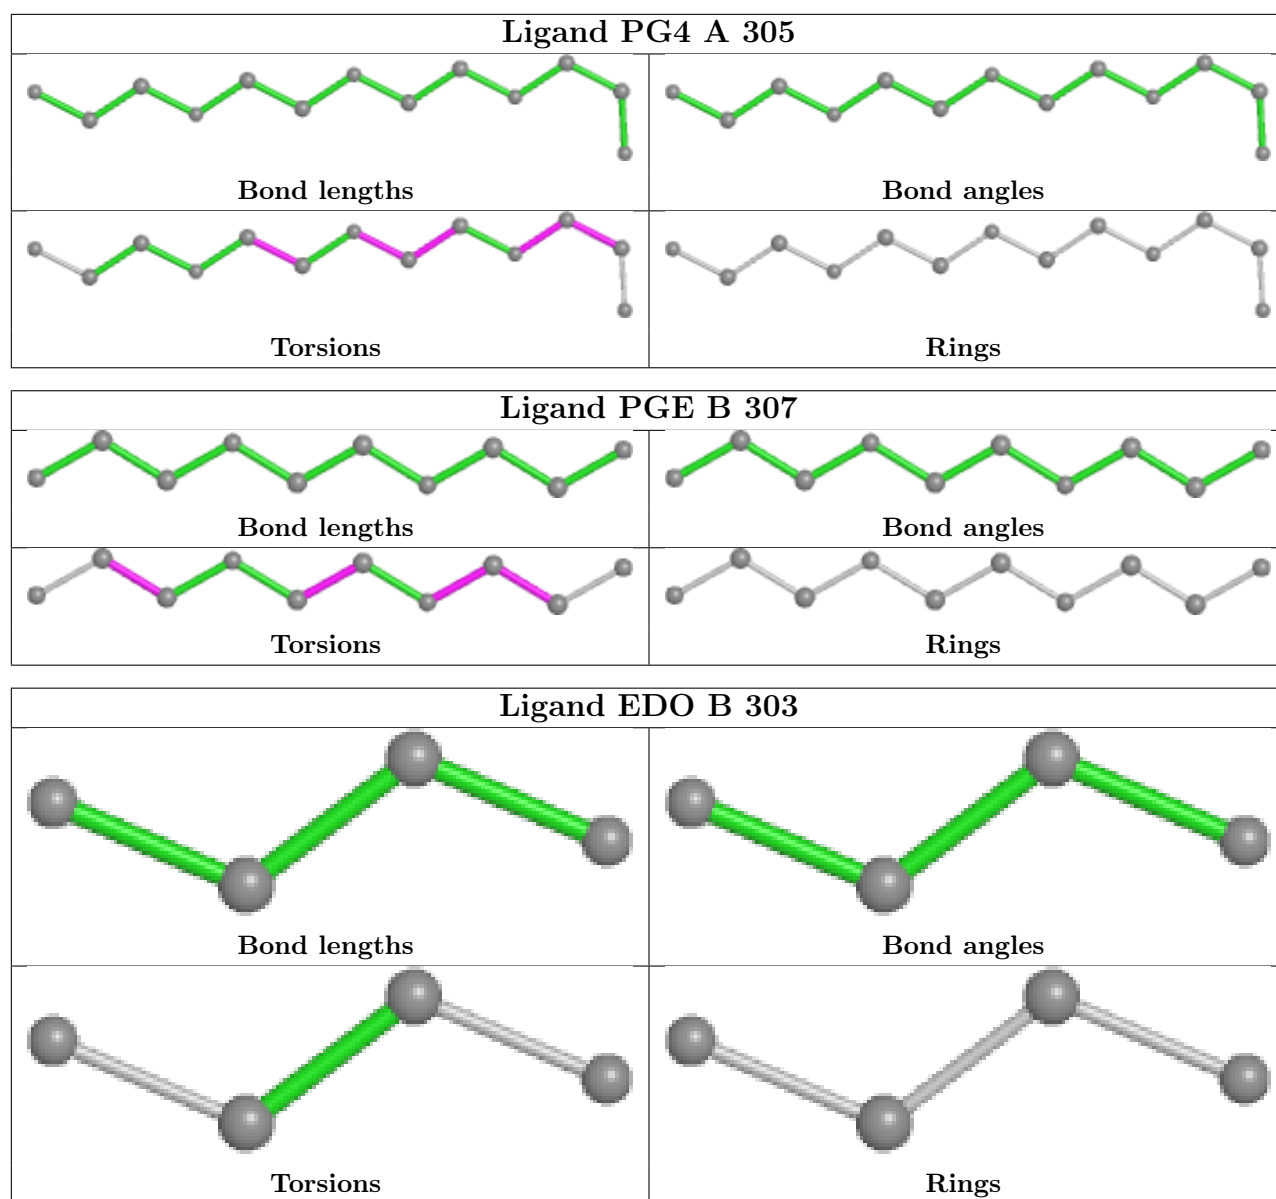 Ligand PG4 A 305
Bond lengths
Bond angles
Torsions
Rings
Ligand PGE B 307
Bond lengths
Bond angles
Torsions
Rings
Ligand EDO B 303
Bond lengths
Bond angles
Torsions
Rings